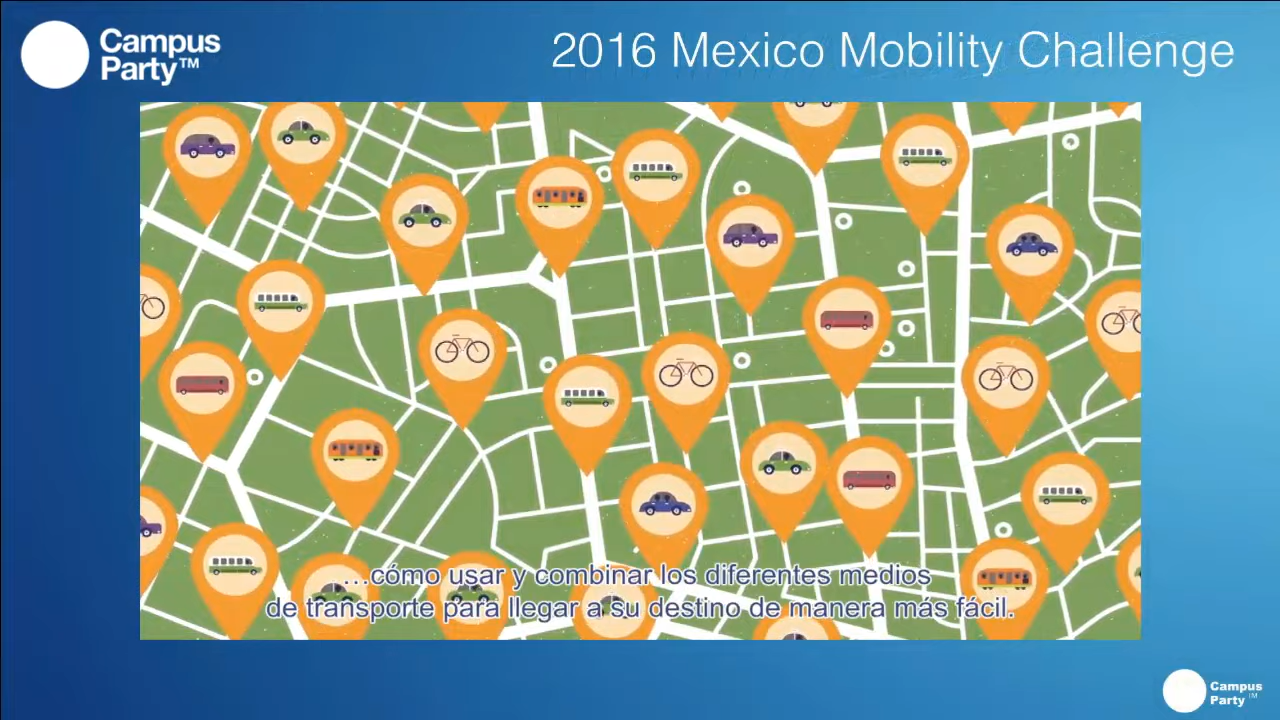 Campus
Party™
2016 Mexico Mobility Challenge
...cómo usar y combinar los diferentes medios
de transporte para llegar a su destino de manera más fácil.
Campus
Party™